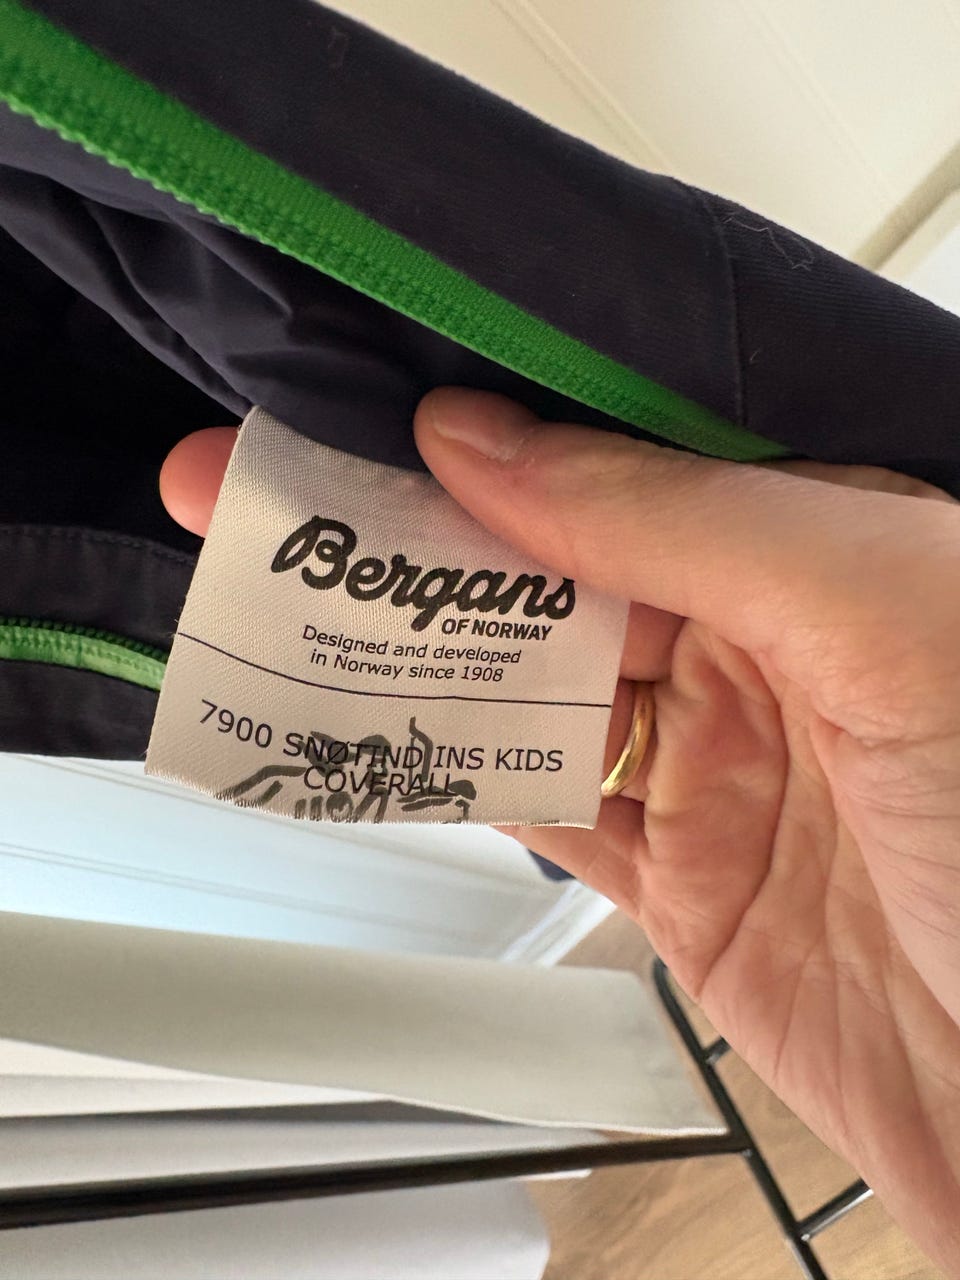 Bergans
OF NORWAY
Designed and developed
in Norway since 1908
7900 SNØTIND INS KIDS
COVERALL